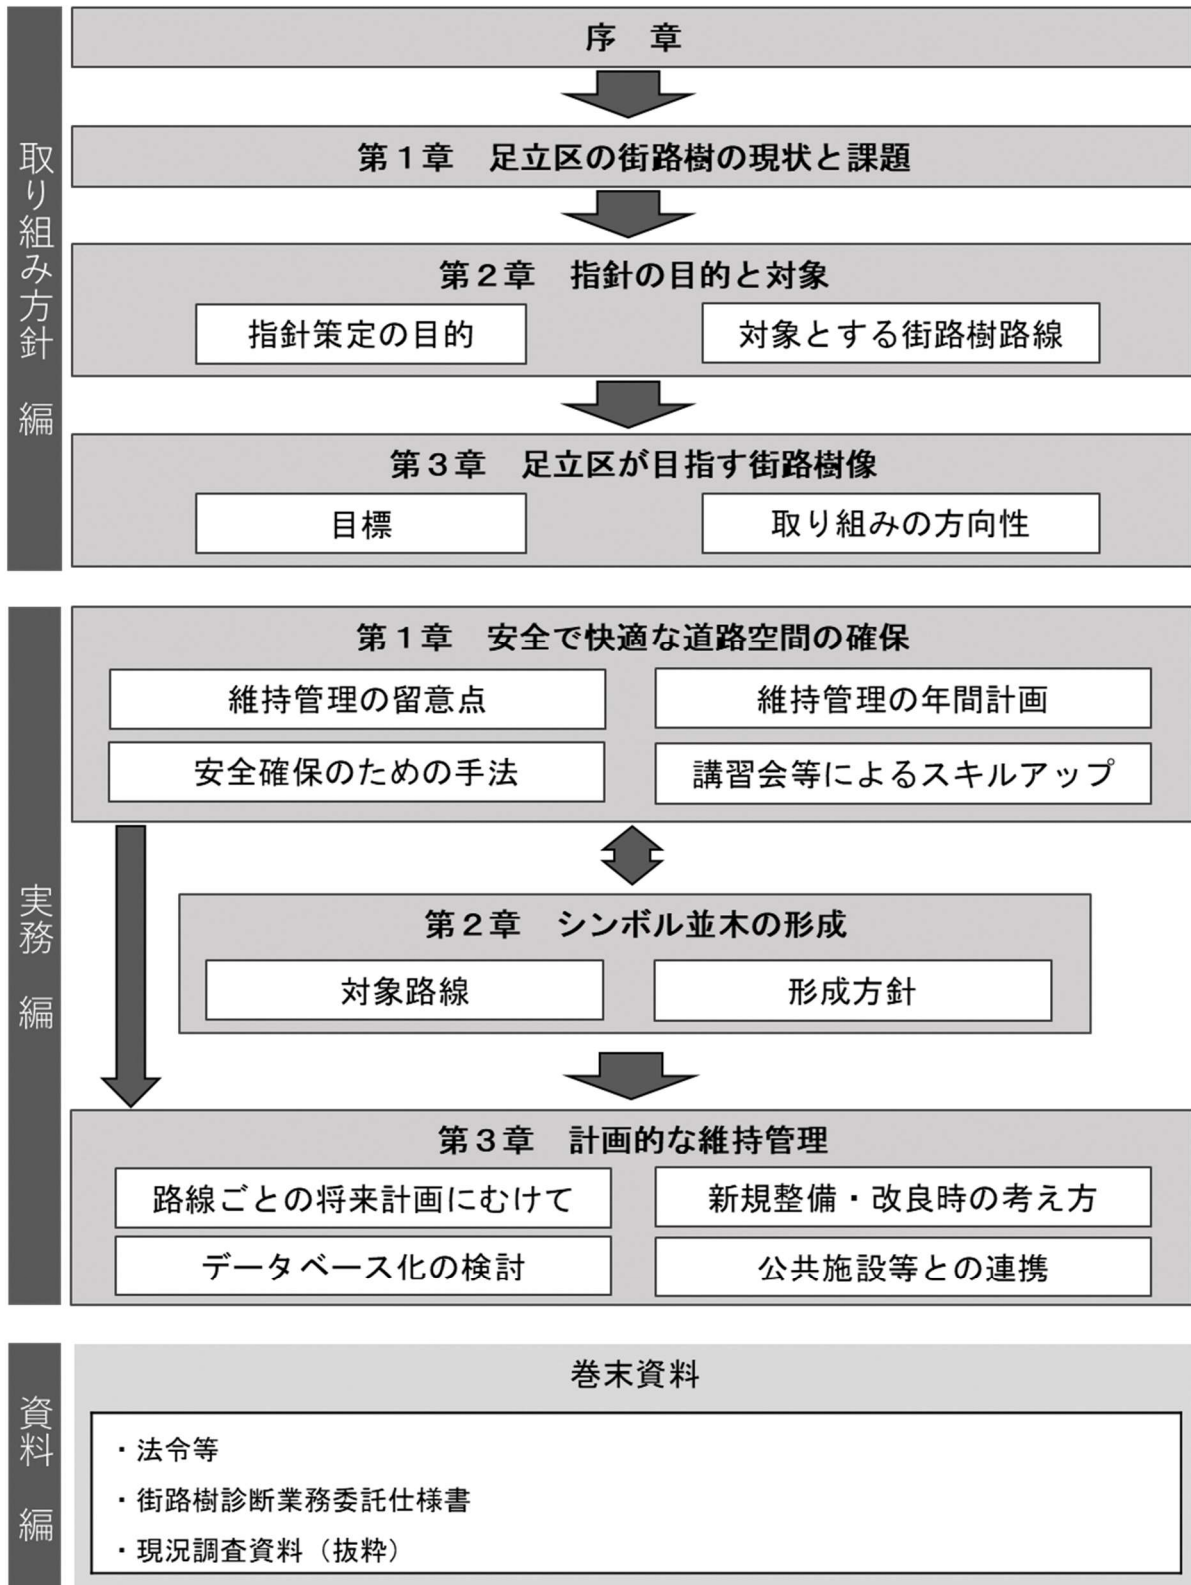 取り組み方針 編
序 章
第1章 足立区の街路樹の現状と課題
第2章 指針の目的と対象
指針策定の目的
対象とする街路樹路線
第3章 足立区が目指す街路樹像
目標
取り組みの方向性
実務 編
第1章 安全で快適な道路空間の確保
維持管理の留意点
維持管理の年間計画
安全確保のための手法
講習会等によるスキルアップ
第2章 シンボル並木の形成
対象路線
形成方針
第3章 計画的な維持管理
路線ごとの将来計画にむけて
新規整備・改良時の考え方
データベース化の検討
公共施設等との連携
資料 編
巻末資料
・法令等
・街路樹診断業務委託仕様書
・現況調査資料（抜粋）